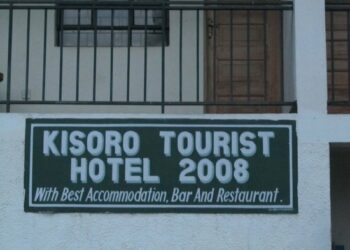 KISORO TOURIST
HOTEL 2008
With Best Accommodation, Bar And Restaurant.